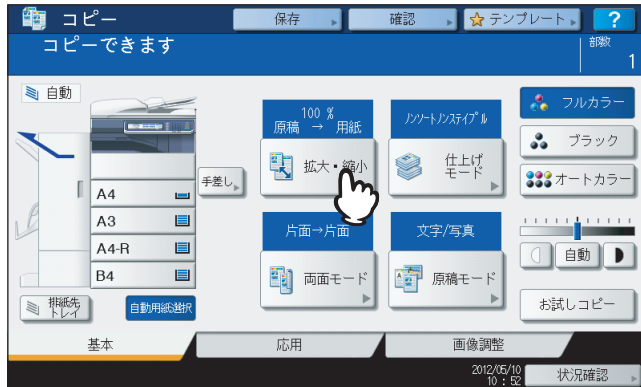 コピー
保存
確認
テンプレート
?
コピーできます
部数
1
自動
A4
A3
A4-R
B4
手差し
排紙先
トレイ
自動用紙選択
100 %
原稿 → 用紙
拡大・縮小
ノンソートノンステイプル
仕上げ
モード
片面→片面
両面モード
文字/写真
原稿モード
フルカラー
ブラック
オートカラー
自動
お試しコピー
基本
応用
画像調整
2012/05/10
10 : 52
状況確認